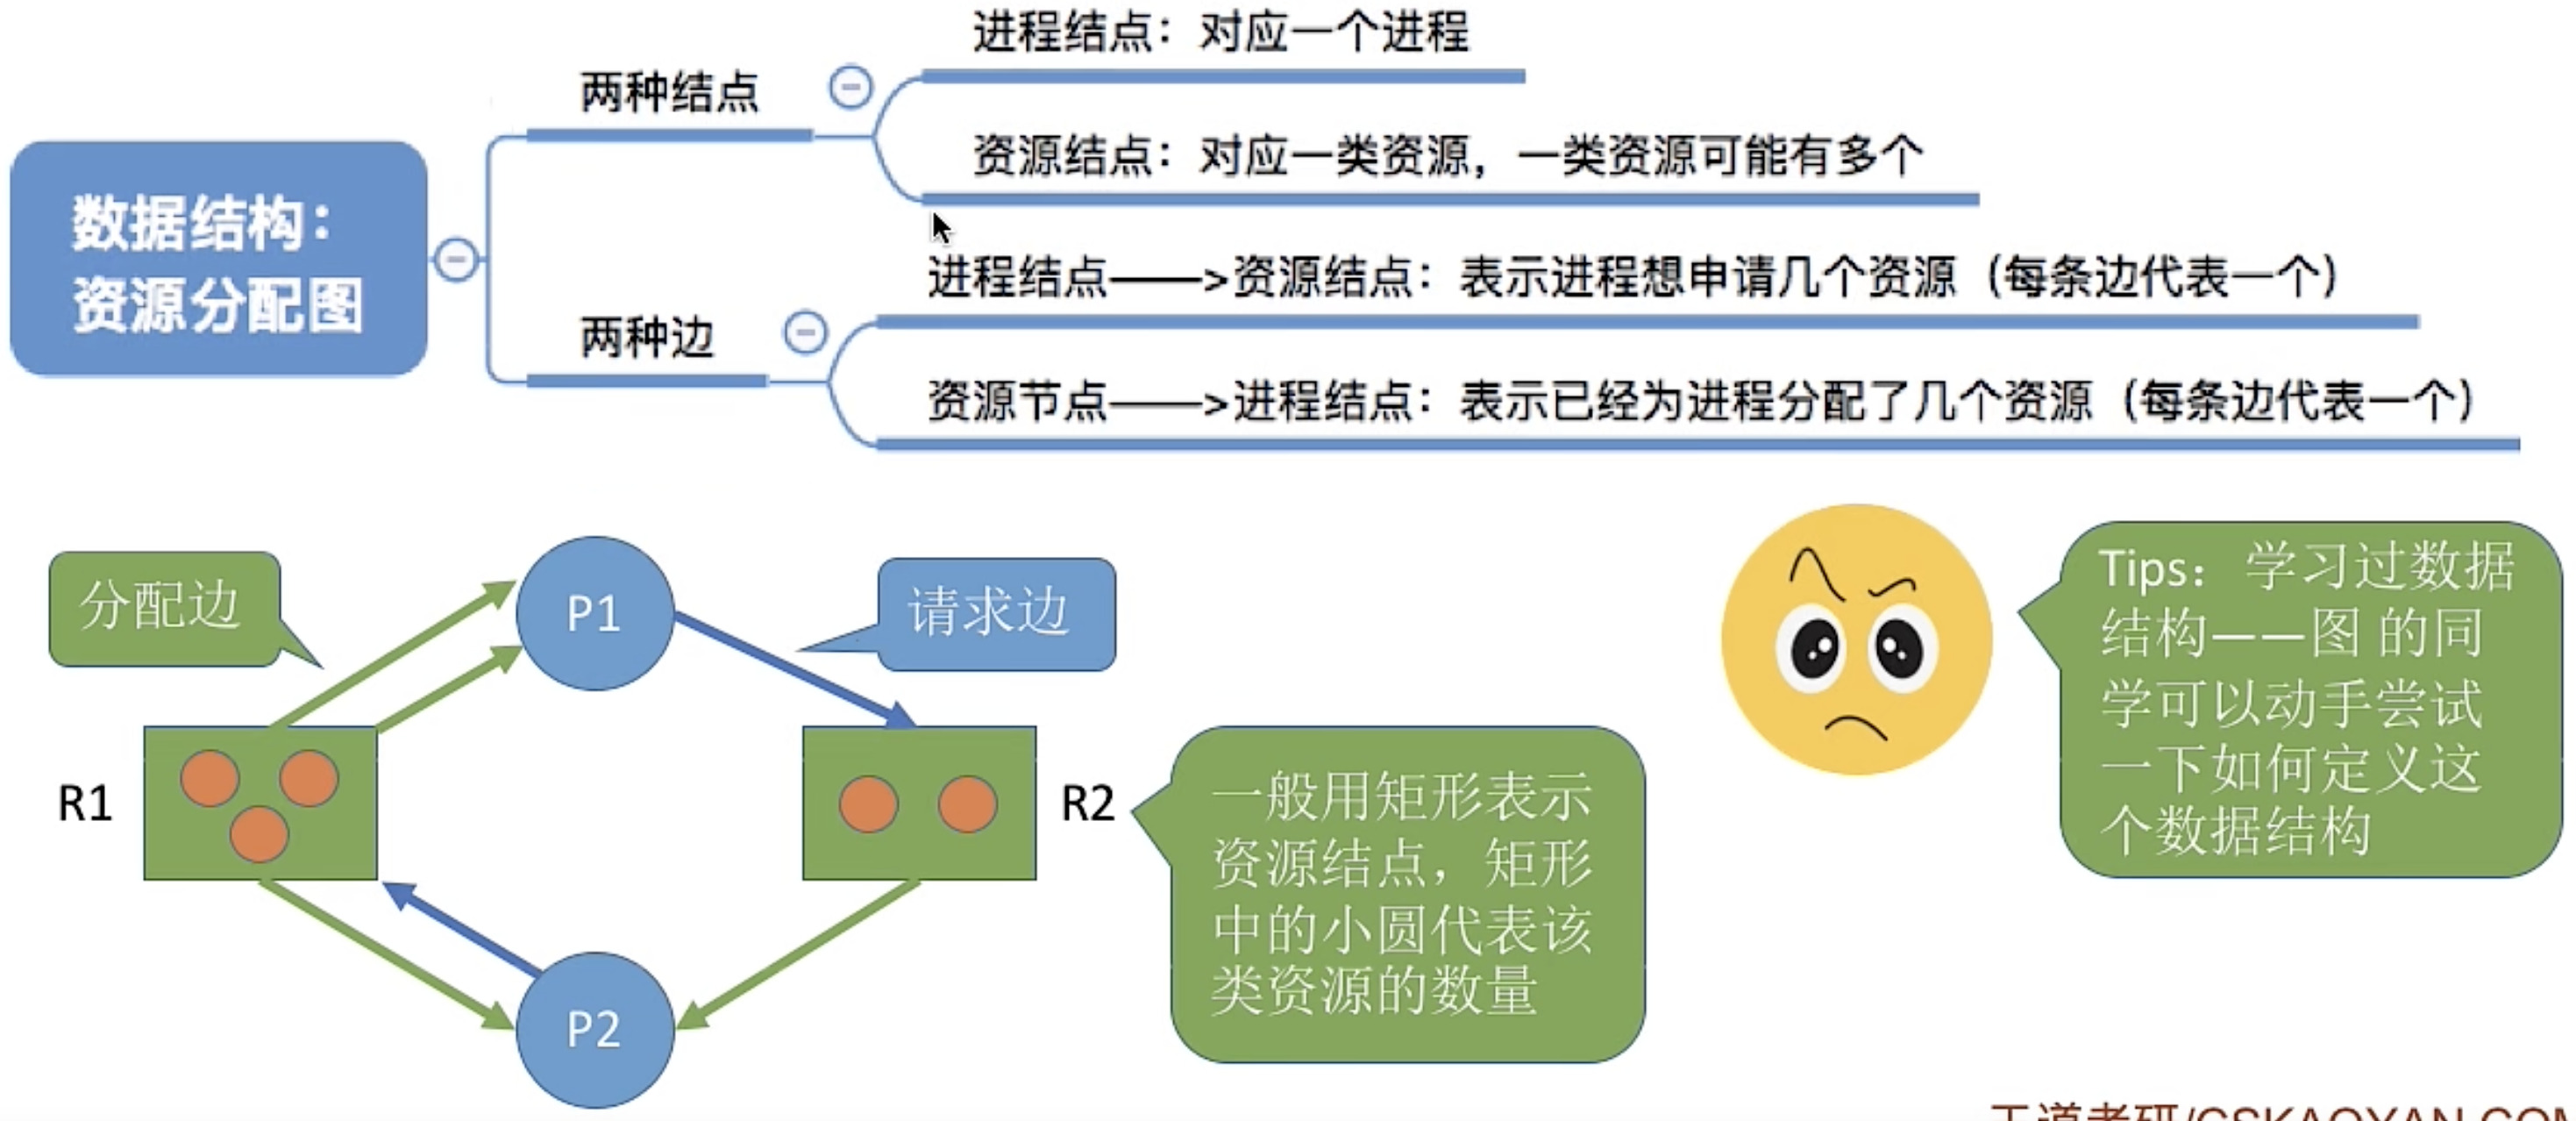 进程结点：对应一个进程
两种结点
资源结点：对应一类资源，一类资源可能有多个
数据结构：
资源分配图
进程结点——>资源结点：表示进程想申请几个资源（每条边代表一个）
两种边
资源节点——>进程结点：表示已经为进程分配了几个资源（每条边代表一个）
分配边
P1
请求边
R1
R2
P2
一般用矩形表示
资源结点，矩形
中的小圆代表该
类资源的数量
Tips： 学习过数据
结构——图 的同
学可以动手尝试
一下如何定义这
个数据结构
王道考研/CSKAOYAN.COM